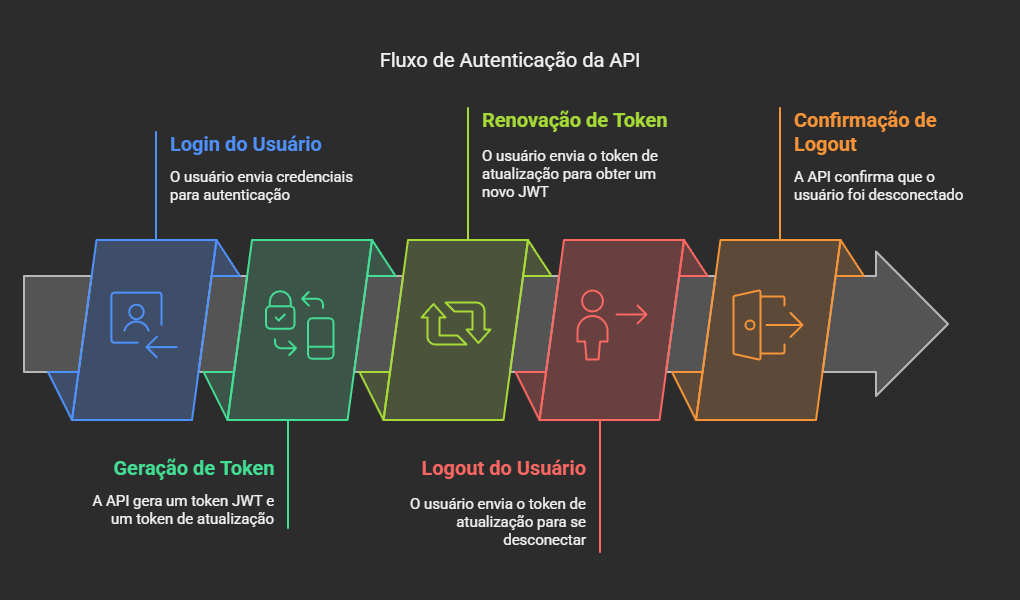 Fluxo de Autenticação da API
Login do Usuário
O usuário envia credenciais
para autenticação
Geração de Token
A API gera um token JWT e
um token de atualização
Renovação de Token
O usuário envia o token de
atualização para obter um
novo JWT
Logout do Usuário
O usuário envia o token de
atualização para se
desconectar
Confirmação de
Logout
A API confirma que o
usuário foi desconectado